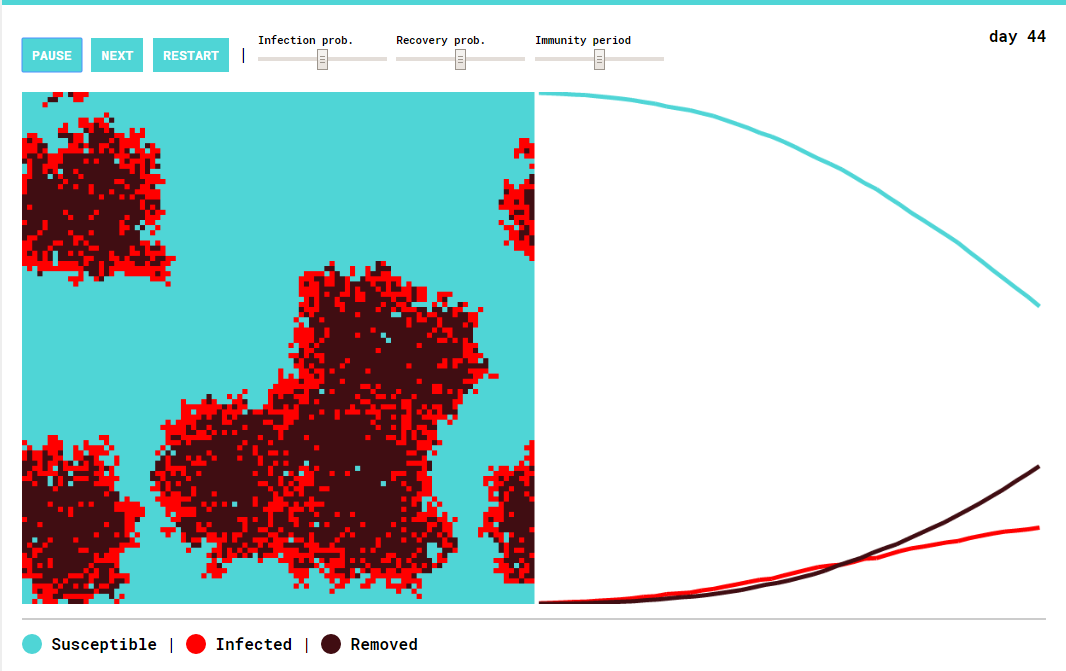 Infection prob. Recovery prob. Immunity period day 44
PAUSE NEXT RESTART |
Susceptible | Infected | Removed